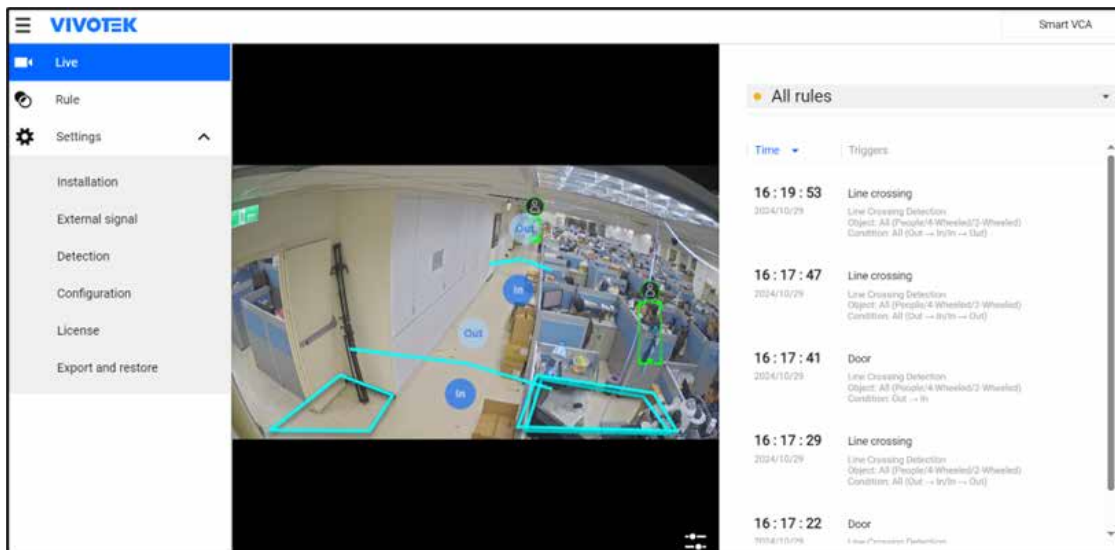 VIVOTEK
Smart VCA
Live
Rule
Settings
Installation
External signal
Detection
Configuration
License
Export and restore
Out
In
Out
In
All rules
Time
Triggers
16 : 19 : 53
Line crossing
2024/10/29
Line Crossing Detection
Object: All (People/4-Wheeled/2-Wheeled)
Condition: All (Out → In/In → Out)
16 : 17 : 47
Line crossing
2024/10/29
Line Crossing Detection
Object: All (People/4-Wheeled/2-Wheeled)
Condition: All (Out → In/In → Out)
16 : 17 : 41
Door
2024/10/29
Line Crossing Detection
Object: All (People/4-Wheeled/2-Wheeled)
Condition: Out → In
16 : 17 : 29
Line crossing
2024/10/29
Line Crossing Detection
Object: All (People/4-Wheeled/2-Wheeled)
Condition: All (Out → In/In → Out)
16 : 17 : 22
Door
2024/10/29
Line Crossing Detection